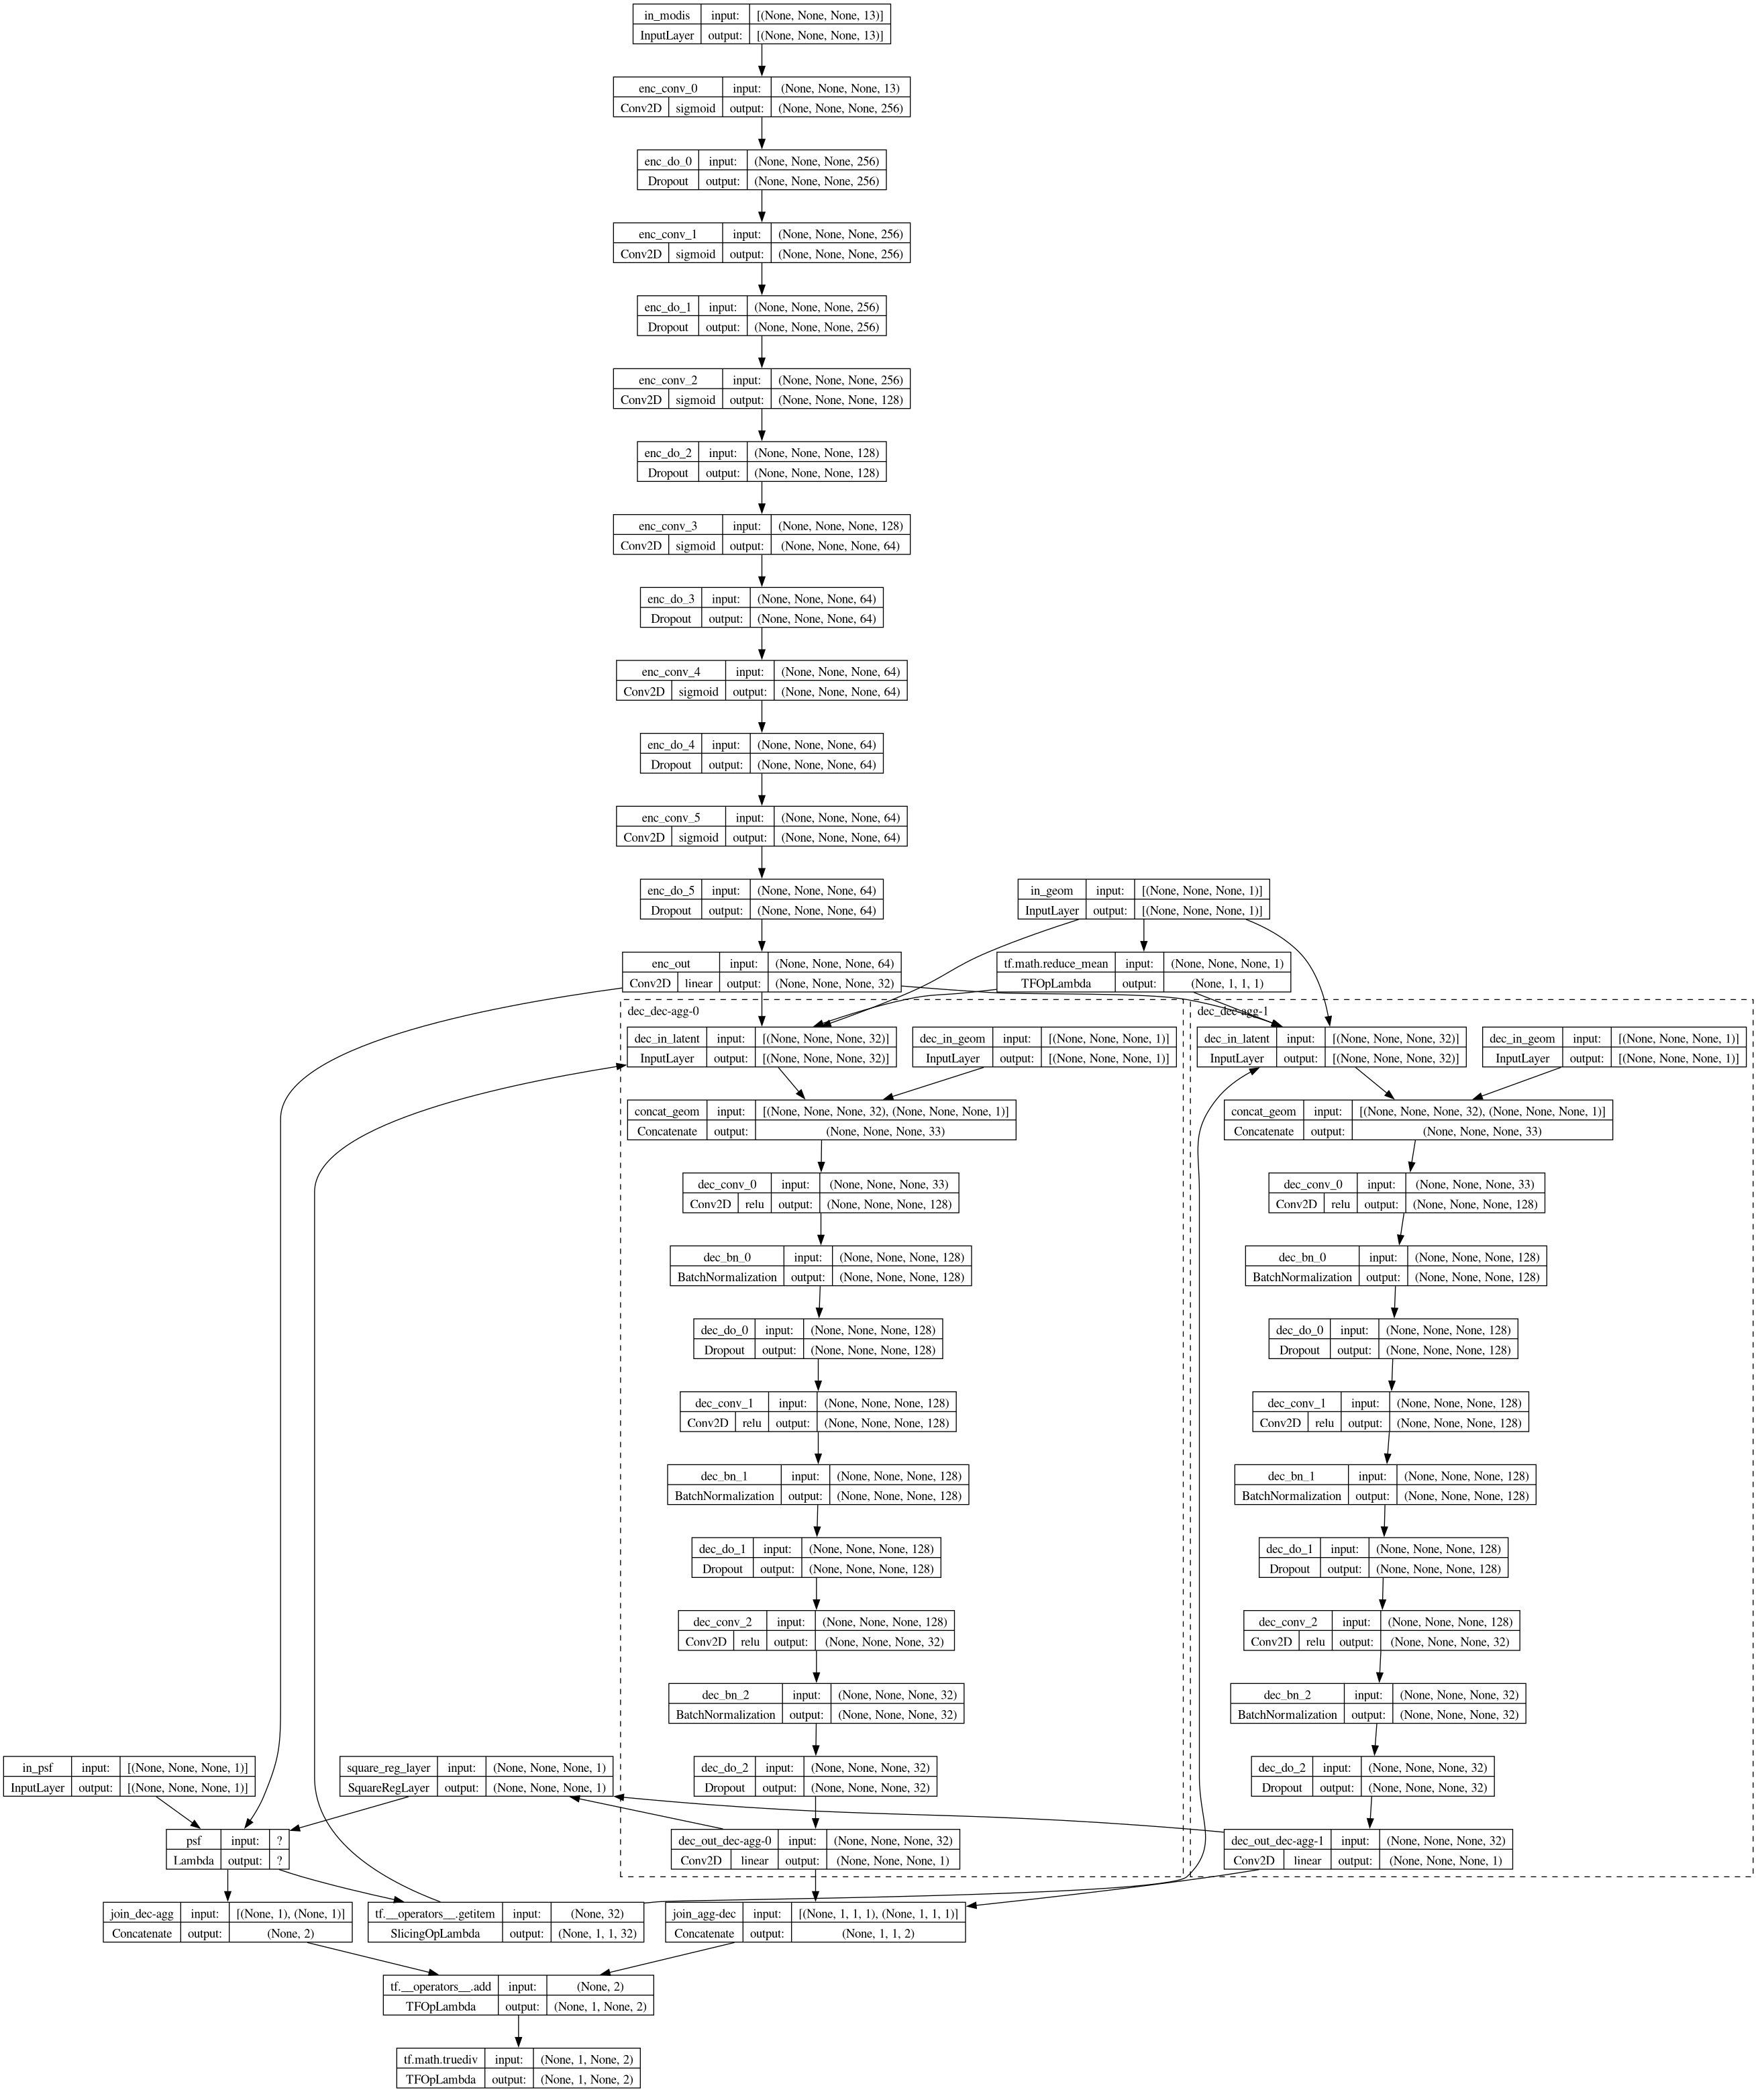 in_modis input: [(None, None, None, 13)]
InputLayer output: [(None, None, None, 13)]
enc_conv_0 input: (None, None, None, 13)
Conv2D sigmoid output: (None, None, None, 256)
enc_do_0 input: (None, None, None, 256)
Dropout output: (None, None, None, 256)
enc_conv_1 input: (None, None, None, 256)
Conv2D sigmoid output: (None, None, None, 256)
enc_do_1 input: (None, None, None, 256)
Dropout output: (None, None, None, 256)
enc_conv_2 input: (None, None, None, 256)
Conv2D sigmoid output: (None, None, None, 128)
enc_do_2 input: (None, None, None, 128)
Dropout output: (None, None, None, 128)
enc_conv_3 input: (None, None, None, 128)
Conv2D sigmoid output: (None, None, None, 64)
enc_do_3 input: (None, None, None, 64)
Dropout output: (None, None, None, 64)
enc_conv_4 input: (None, None, None, 64)
Conv2D sigmoid output: (None, None, None, 64)
enc_do_4 input: (None, None, None, 64)
Dropout output: (None, None, None, 64)
enc_conv_5 input: (None, None, None, 64)
Conv2D sigmoid output: (None, None, None, 64)
enc_do_5 input: (None, None, None, 64)
Dropout output: (None, None, None, 64)
in_geom input: [(None, None, None, 1)]
InputLayer output: [(None, None, None, 1)]
enc_out input: (None, None, None, 64)
Conv2D linear output: (None, None, None, 32)
tf.math.reduce_mean input: (None, None, None, 1)
TFOpLambda output: (None, 1, 1, 1)
dec_dec-agg-0
dec_in_latent input: [(None, None, None, 32)]
InputLayer output: [(None, None, None, 32)]
dec_in_geom input: [(None, None, None, 1)]
InputLayer output: [(None, None, None, 1)]
concat_geom input: [(None, None, None, 32), (None, None, None, 1)]
Concatenate output: (None, None, None, 33)
dec_conv_0 input: (None, None, None, 33)
Conv2D relu output: (None, None, None, 128)
dec_bn_0 input: (None, None, None, 128)
BatchNormalization output: (None, None, None, 128)
dec_do_0 input: (None, None, None, 128)
Dropout output: (None, None, None, 128)
dec_conv_1 input: (None, None, None, 128)
Conv2D relu output: (None, None, None, 128)
dec_bn_1 input: (None, None, None, 128)
BatchNormalization output: (None, None, None, 128)
dec_do_1 input: (None, None, None, 128)
Dropout output: (None, None, None, 128)
dec_conv_2 input: (None, None, None, 128)
Conv2D relu output: (None, None, None, 32)
dec_bn_2 input: (None, None, None, 32)
BatchNormalization output: (None, None, None, 32)
dec_do_2 input: (None, None, None, 32)
Dropout output: (None, None, None, 32)
dec_out_dec-agg-0 input: (None, None, None, 32)
Conv2D linear output: (None, None, None, 1)
dec_dec-agg-1
dec_in_latent input: [(None, None, None, 32)]
InputLayer output: [(None, None, None, 32)]
dec_in_geom input: [(None, None, None, 1)]
InputLayer output: [(None, None, None, 1)]
concat_geom input: [(None, None, None, 32), (None, None, None, 1)]
Concatenate output: (None, None, None, 33)
dec_conv_0 input: (None, None, None, 33)
Conv2D relu output: (None, None, None, 128)
dec_bn_0 input: (None, None, None, 128)
BatchNormalization output: (None, None, None, 128)
dec_do_0 input: (None, None, None, 128)
Dropout output: (None, None, None, 128)
dec_conv_1 input: (None, None, None, 128)
Conv2D relu output: (None, None, None, 128)
dec_bn_1 input: (None, None, None, 128)
BatchNormalization output: (None, None, None, 128)
dec_do_1 input: (None, None, None, 128)
Dropout output: (None, None, None, 128)
dec_conv_2 input: (None, None, None, 128)
Conv2D relu output: (None, None, None, 32)
dec_bn_2 input: (None, None, None, 32)
BatchNormalization output: (None, None, None, 32)
dec_do_2 input: (None, None, None, 32)
Dropout output: (None, None, None, 32)
dec_out_dec-agg-1 input: (None, None, None, 32)
Conv2D linear output: (None, None, None, 1)
in_psf input: [(None, None, None, 1)]
InputLayer output: [(None, None, None, 1)]
square_reg_layer input: (None, None, None, 1)
SquareRegLayer output: (None, None, None, 1)
psf input: ?
Lambda output: ?
join_dec-agg input: [(None, 1), (None, 1)]
Concatenate output: (None, 2)
tf.__operators__.getitem input: (None, 32)
SlicingOpLambda output: (None, 1, 1, 32)
join_agg-dec input: [(None, 1, 1, 1), (None, 1, 1, 1)]
Concatenate output: (None, 1, 1, 2)
tf.__operators__.add input: (None, 2)
TFOpLambda output: (None, 1, None, 2)
tf.math.truediv input: (None, 1, None, 2)
TFOpLambda output: (None, 1, None, 2)